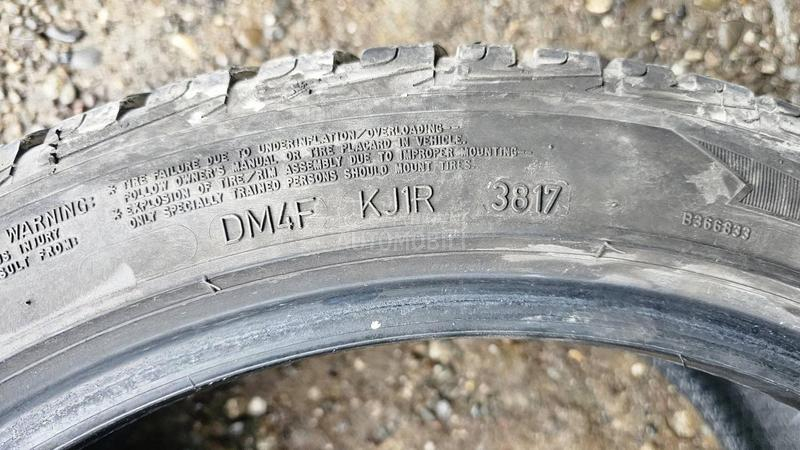 WARNING:
US INJURY
SULT FROM:
* TIRE FAILURE DUE TO UNDERINFLATION/OVERLOADING--
FOLLOW OWNER'S MANUAL OR TIRE PLACARD IN VEHICLE.
* EXPLOSION OF TIRE/RIM ASSEMBLY DUE TO IMPROPER MOUNTING--
ONLY SPECIALLY TRAINED PERSONS SHOULD MOUNT TIRES.
DM4F KJ1R 3817
B366833